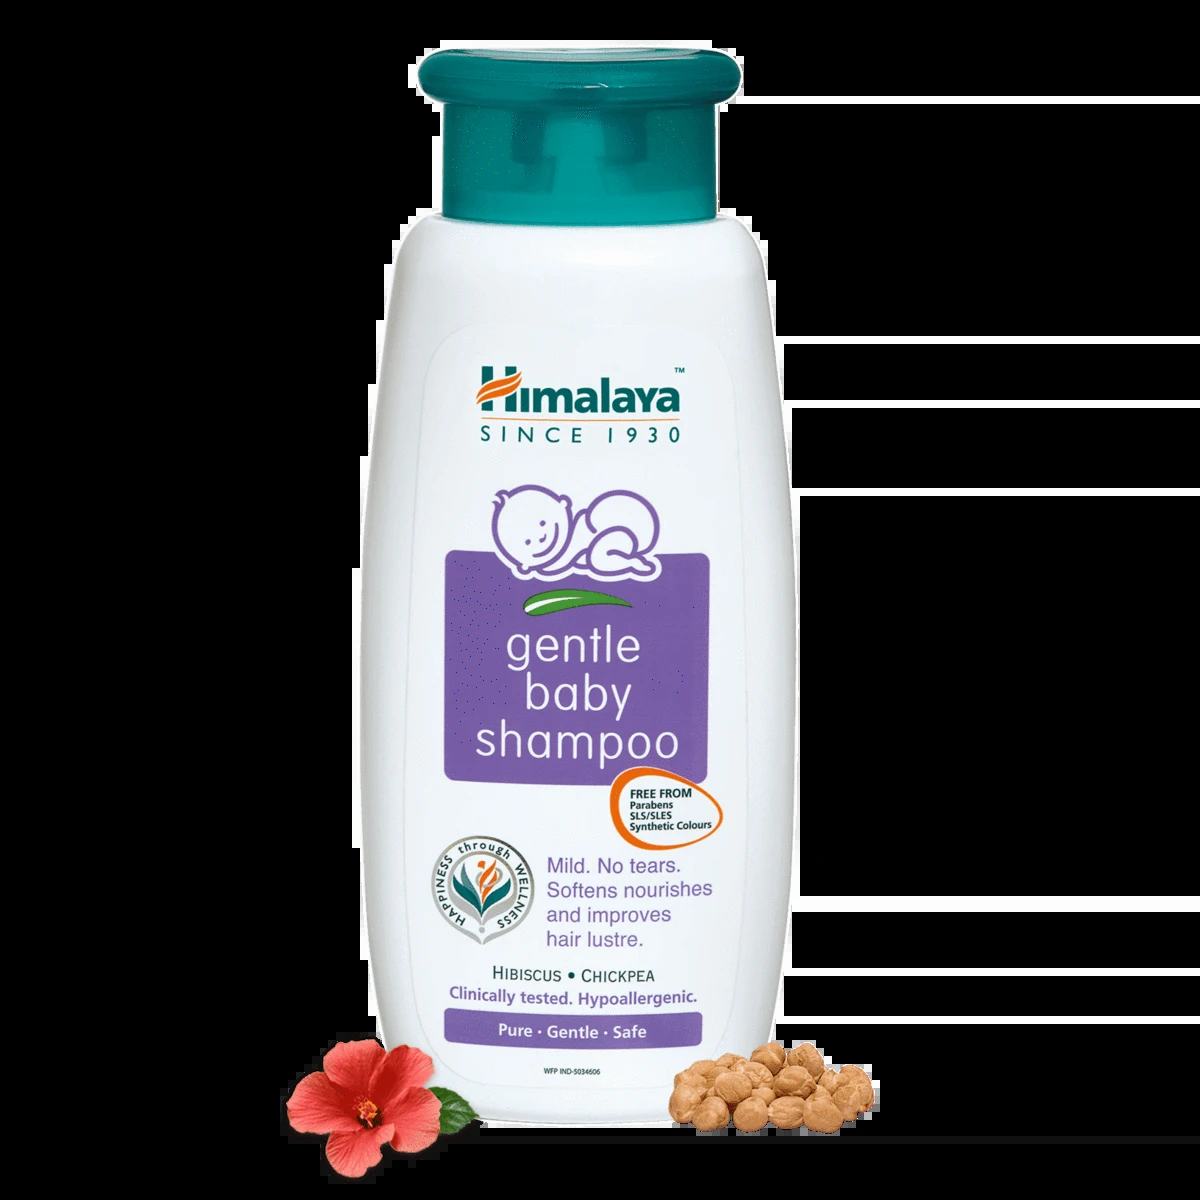 Himalaya™
SINCE 1930
gentle
baby
shampoo
FREE FROM
Parabens
SLS/SLES
Synthetic Colours
HAPPINESS through WELLNESS
Mild. No tears.
Softens nourishes
and improves
hair lustre.
HIBISCUS • CHICKPEA
Clinically tested. Hypoallergenic.
Pure · Gentle · Safe
WFP IND-5034606